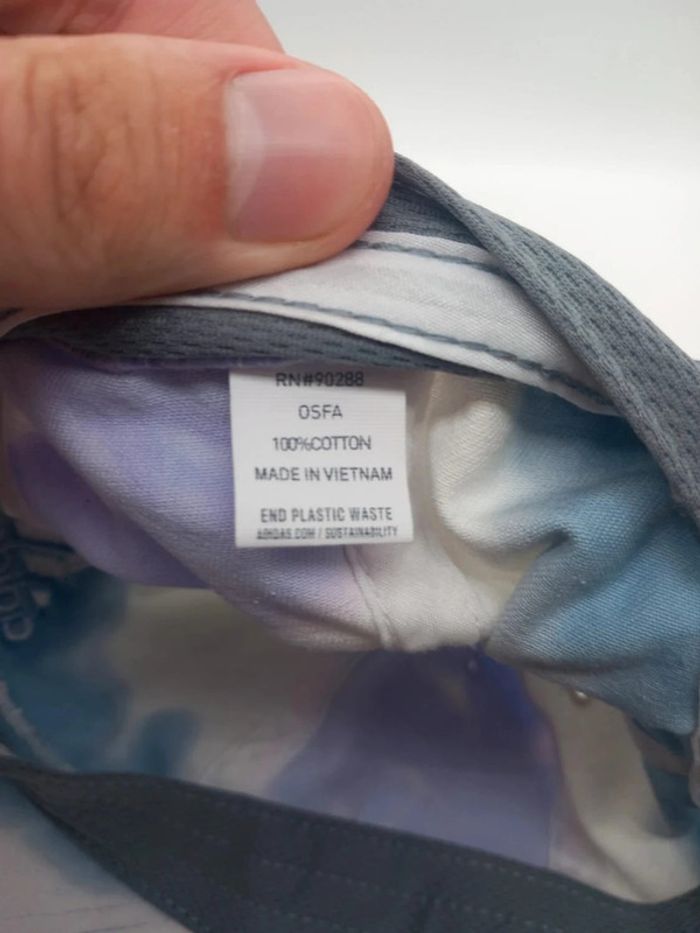 RN#90288
OSFA
100%COTTON
MADE IN VIETNAM
END PLASTIC WASTE
ADIDAS.COM / SUSTAINABILITY